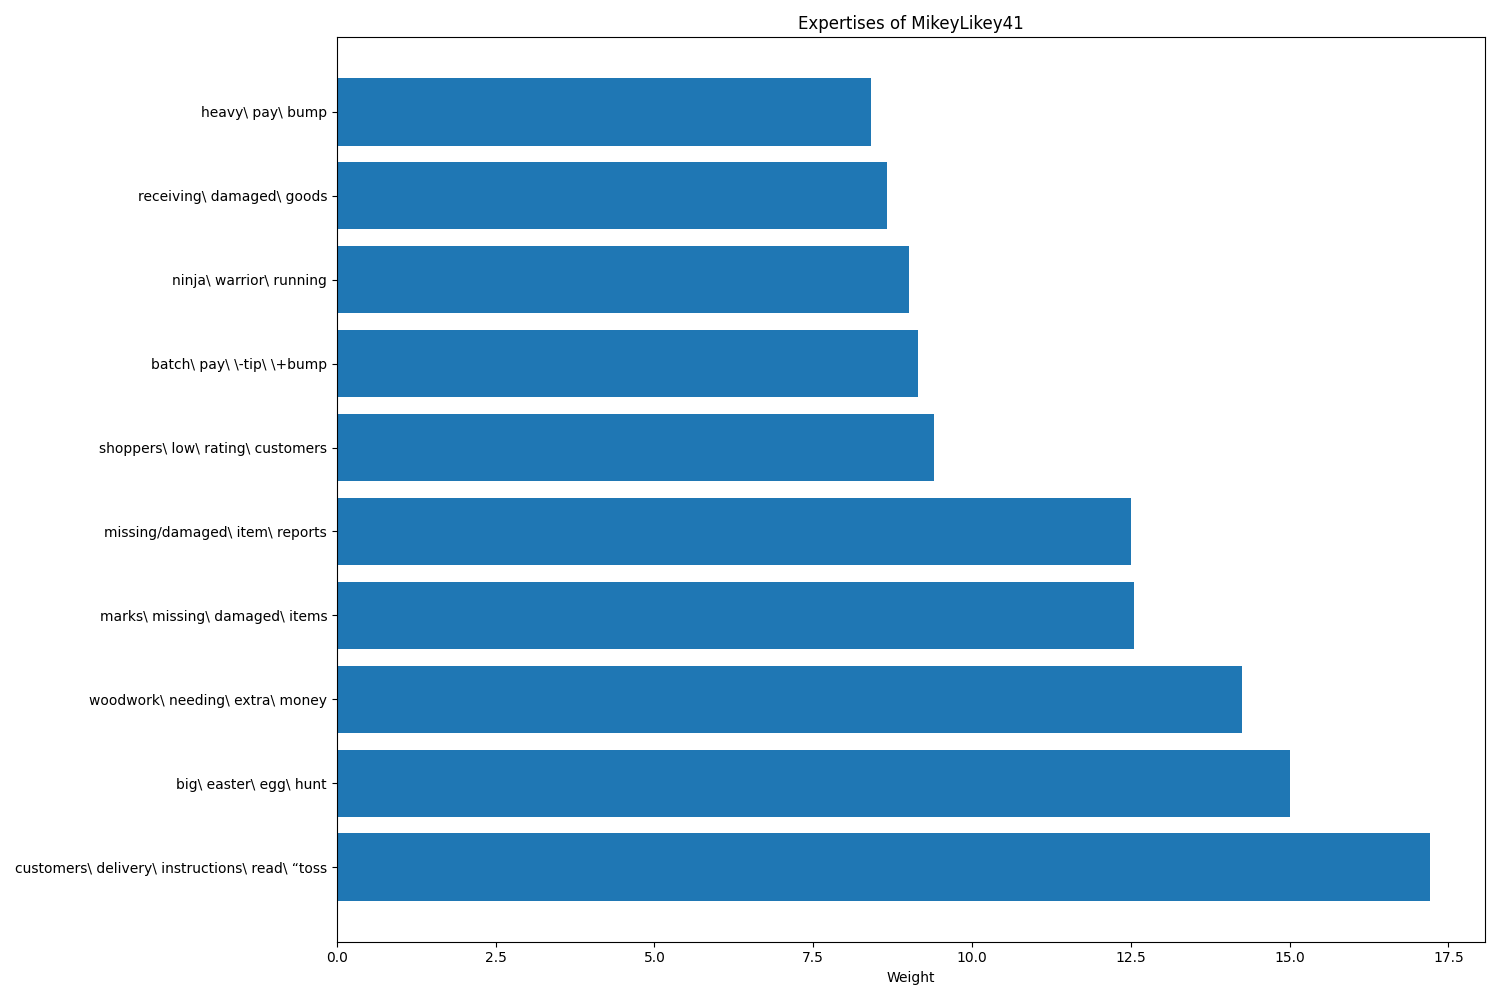 Expertises of MikeyLikey41
heavy\ pay\ bump
receiving\ damaged\ goods
ninja\ warrior\ running
batch\ pay\ \-tip\ \+bump
shoppers\ low\ rating\ customers
missing/damaged\ item\ reports
marks\ missing\ damaged\ items
woodwork\ needing\ extra\ money
big\ easter\ egg\ hunt
customers\ delivery\ instructions\ read\ “toss
0.0 2.5 5.0 7.5 10.0 12.5 15.0 17.5
Weight